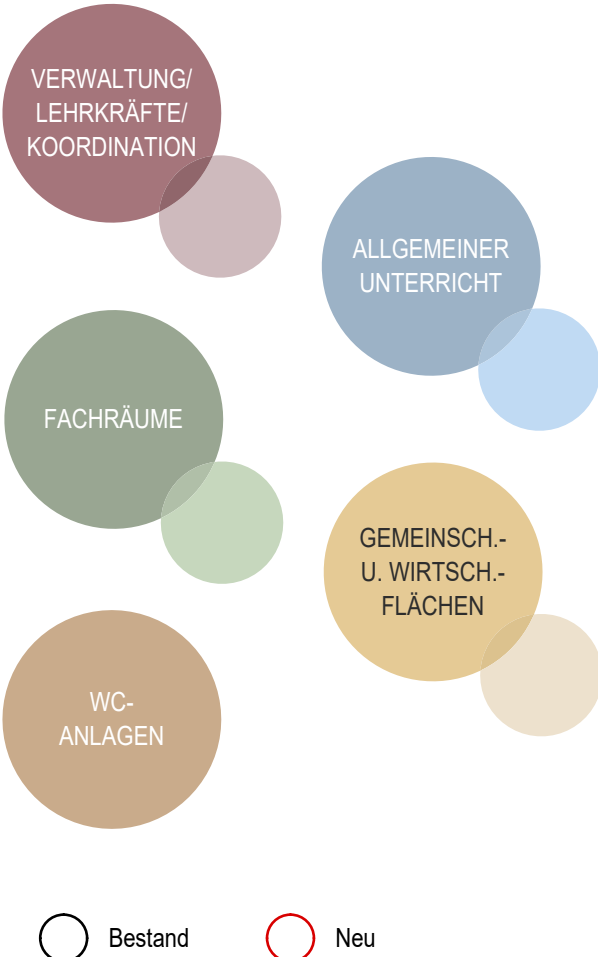 VERWALTUNG/
LEHRKRÄFTE/
KOORDINATION
ALLGEMEINER
UNTERRICHT
FACHRÄUME
GEMEINSCH.-
U. WIRTSCH.-
FLÄCHEN
WC-
ANLAGEN
Bestand
Neu